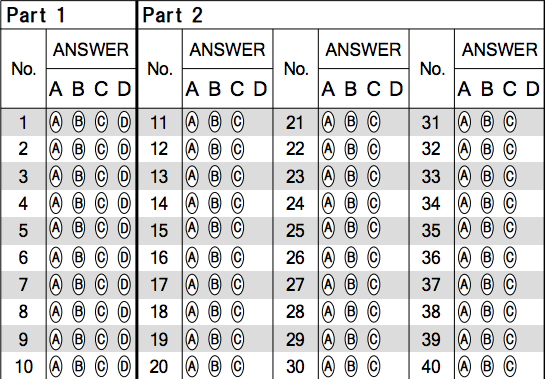 Part 1 Part 2
No. ANSWER No. ANSWER No. ANSWER No. ANSWER
A B C D A B C D A B C D A B C D
1 A B C D 11 A B C 21 A B C 31 A B C
2 A B C D 12 A B C 22 A B C 32 A B C
3 A B C D 13 A B C 23 A B C 33 A B C
4 A B C D 14 A B C 24 A B C 34 A B C
5 A B C D 15 A B C 25 A B C 35 A B C
6 A B C D 16 A B C 26 A B C 36 A B C
7 A B C D 17 A B C 27 A B C 37 A B C
8 A B C D 18 A B C 28 A B C 38 A B C
9 A B C D 19 A B C 29 A B C 39 A B C
10 A B C D 20 A B C 30 A B C 40 A B C